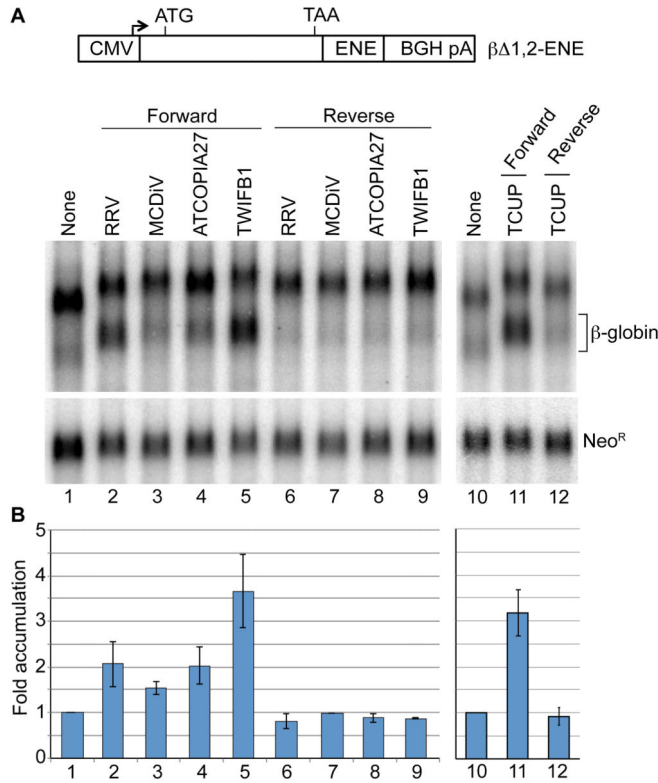 A
ATG TAA
CMV ENE BGH pA βΔ1,2-ENE
Forward Reverse
None RRV MCDiV ATCOPIA27 TWIFB1 RRV MCDiV ATCOPIA27 TWIFB1
None TCUP Forward TCUP Reverse
β-globin
Neo^R
1 2 3 4 5 6 7 8 9 10 11 12
B
Fold accumulation
5
4
3
2
1
0
1 2 3 4 5 6 7 8 9 10 11 12